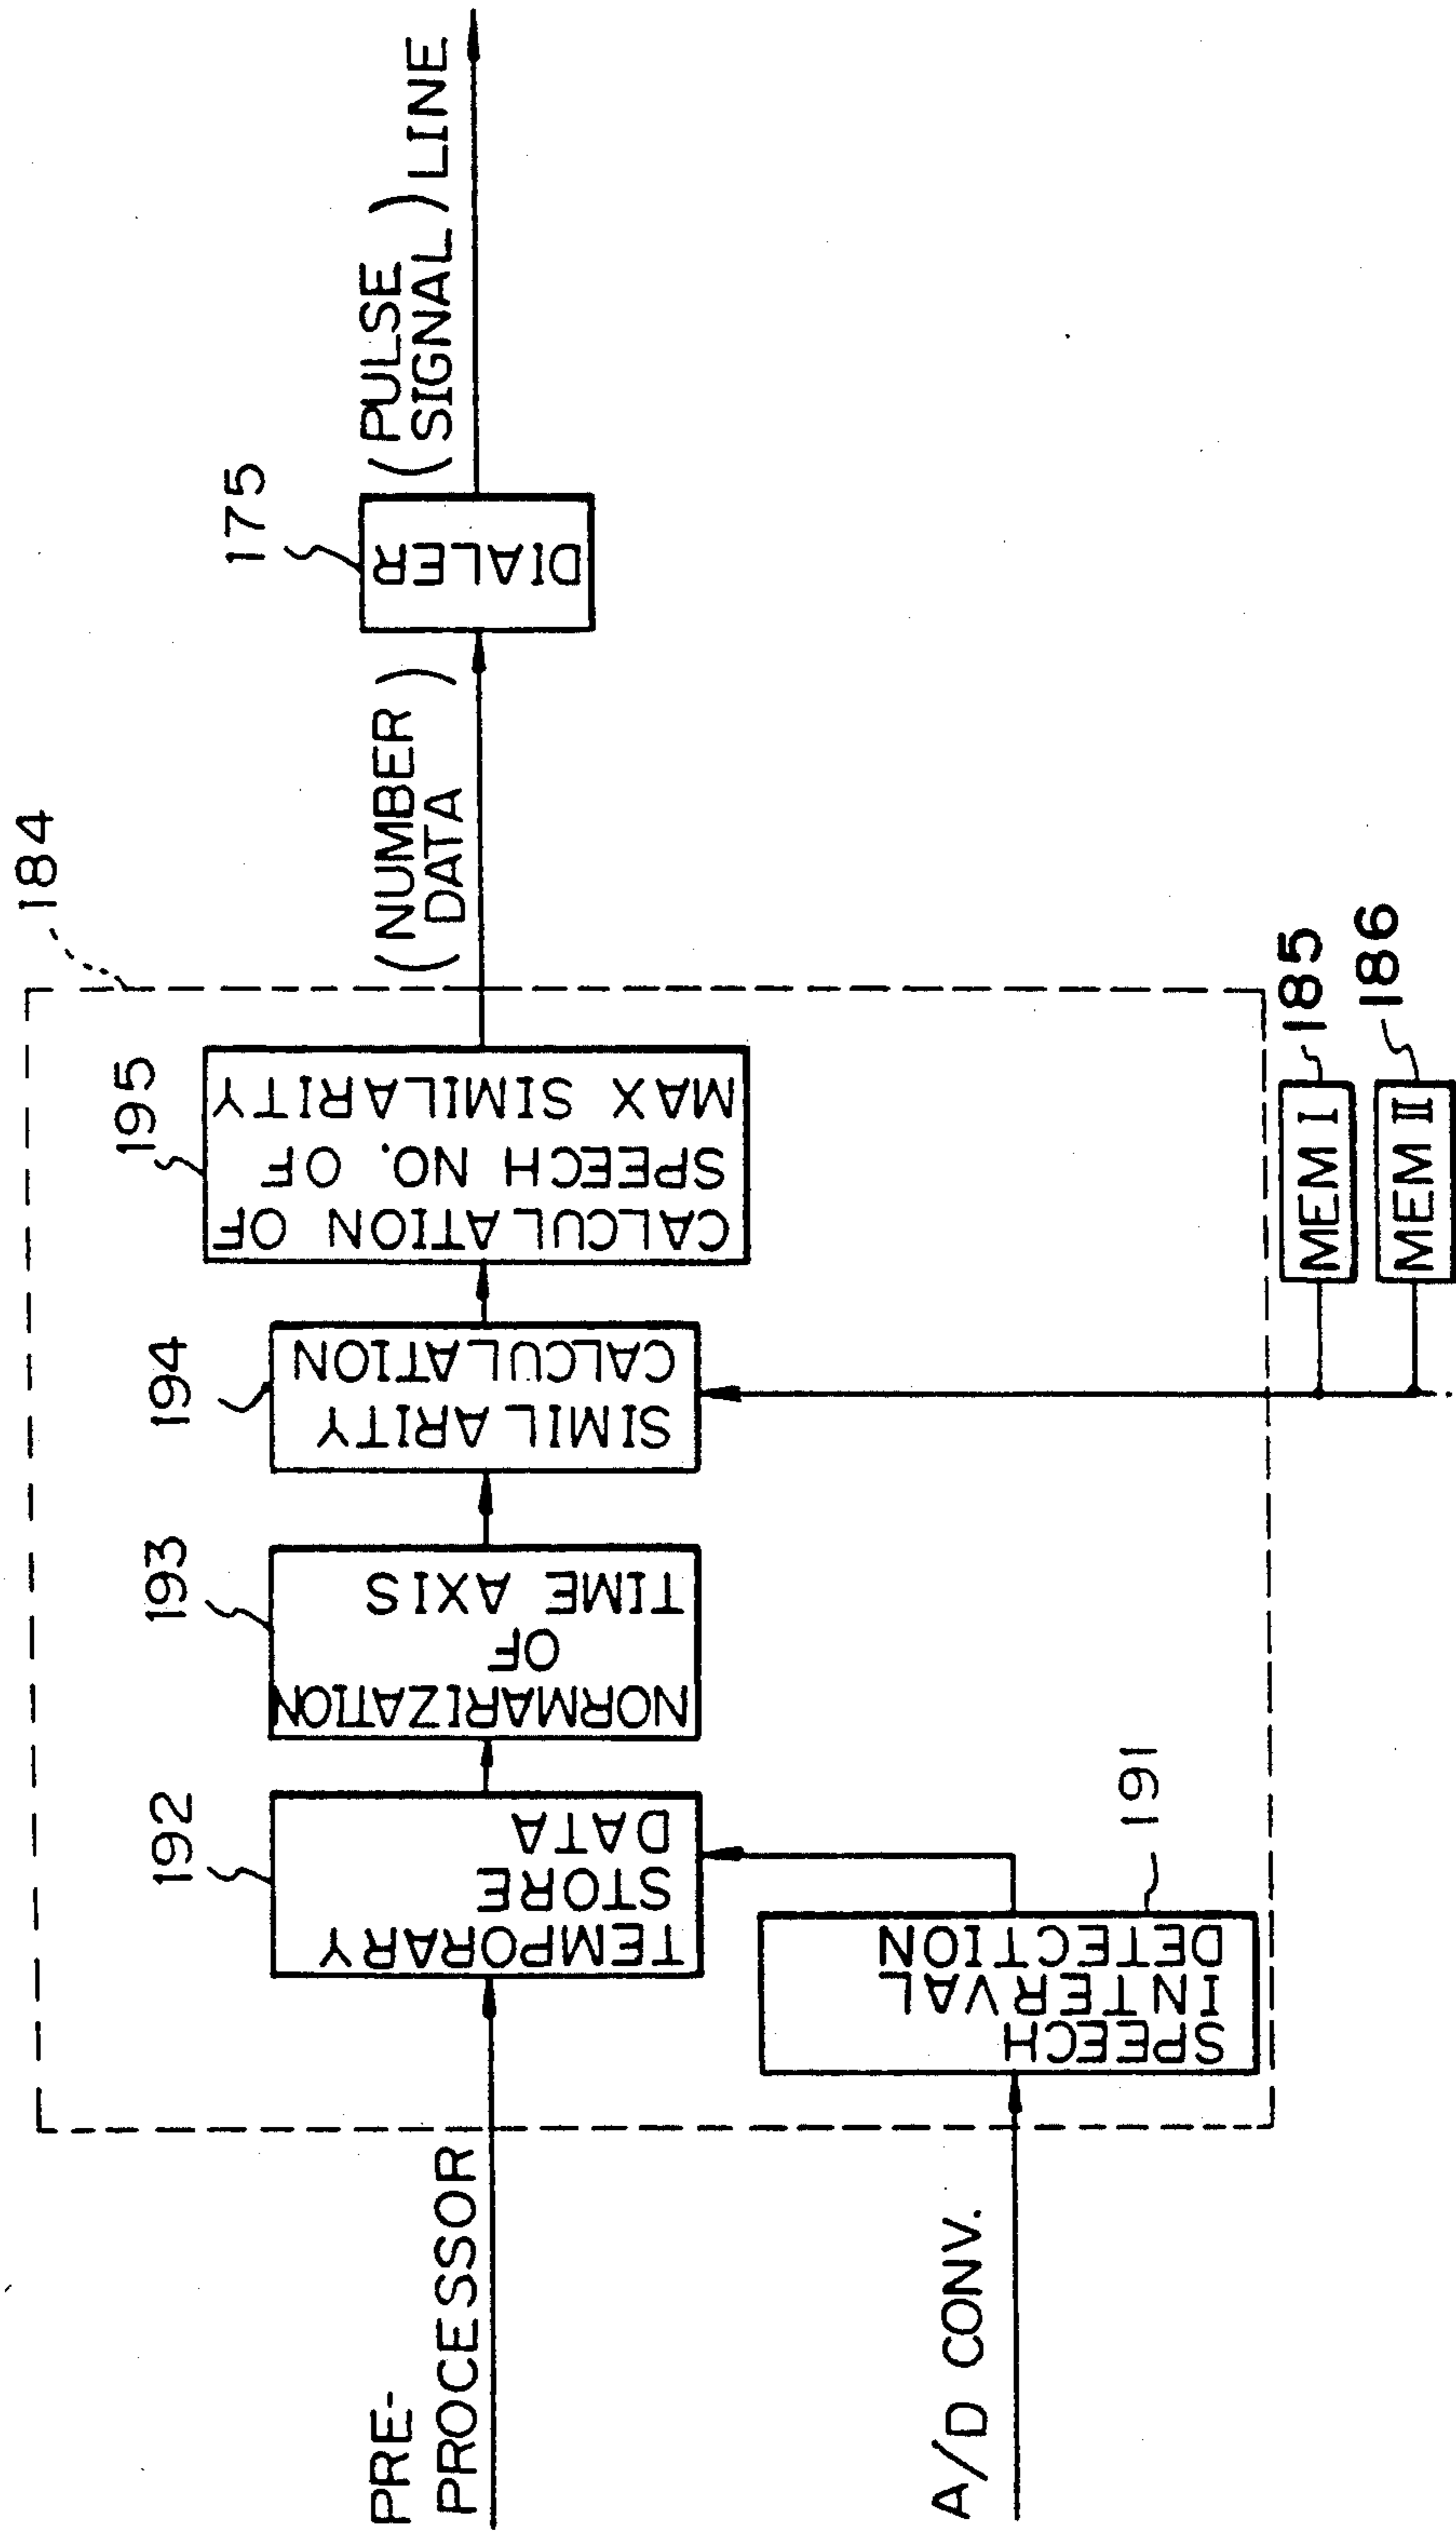 184
195
194
193
192
175
PRE-
PROCESSOR
TEMPORARY
STORE
DATA
NORMARIZATION
OF
TIME AXIS
SIMILARITY
CALCULATION
CALCULATION OF
SPEECH NO. OF
MAX SIMILARITY
(NUMBER
DATA)
DIALER
(PULSE
SIGNAL)
LINE
A/D CONV.
SPEECH
INTERVAL
DETECTION
191
MEM I
185
MEM II
186